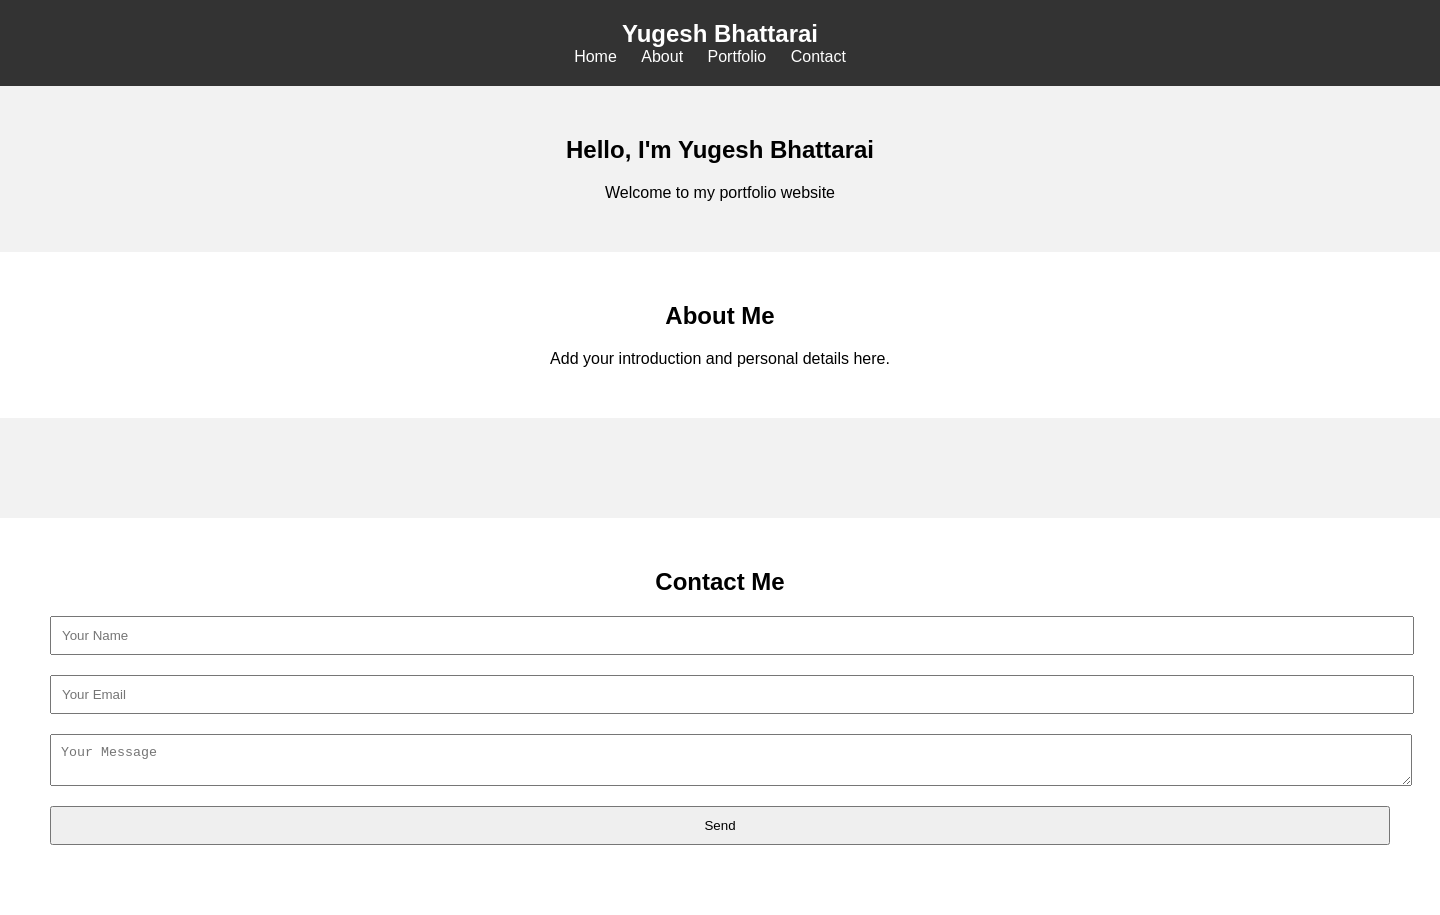 Yugesh Bhattarai
Home About Portfolio Contact
Hello, I'm Yugesh Bhattarai
Welcome to my portfolio website
About Me
Add your introduction and personal details here.
Contact Me
Your Name
Your Email
Your Message
Send